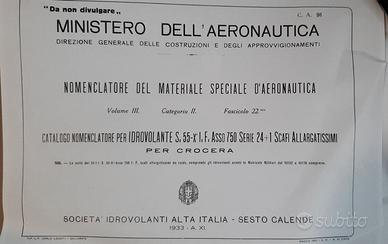 "Da non divulgare„
C. A. 96
MINISTERO DELL'AERONAUTICA
DIREZIONE GENERALE DELLE COSTRUZIONI E DEGLI APPROVVIGIONAMENTI
NOMENCLATORE DEL MATERIALE SPECIALE D'AERONAUTICA
Volume III. Categoria II. Fascicolo 22
CATALOGO NOMENCLATORE PER IDROVOLANTE S. 55-X I. F. ASSO 750 SERIE 24+1 SCAFI ALLARGATISSIMI
PER CROCERA
SOCIETA' IDROVOLANTI ALTA ITALIA - SESTO CALENDE
1933 - A. XI.
subito